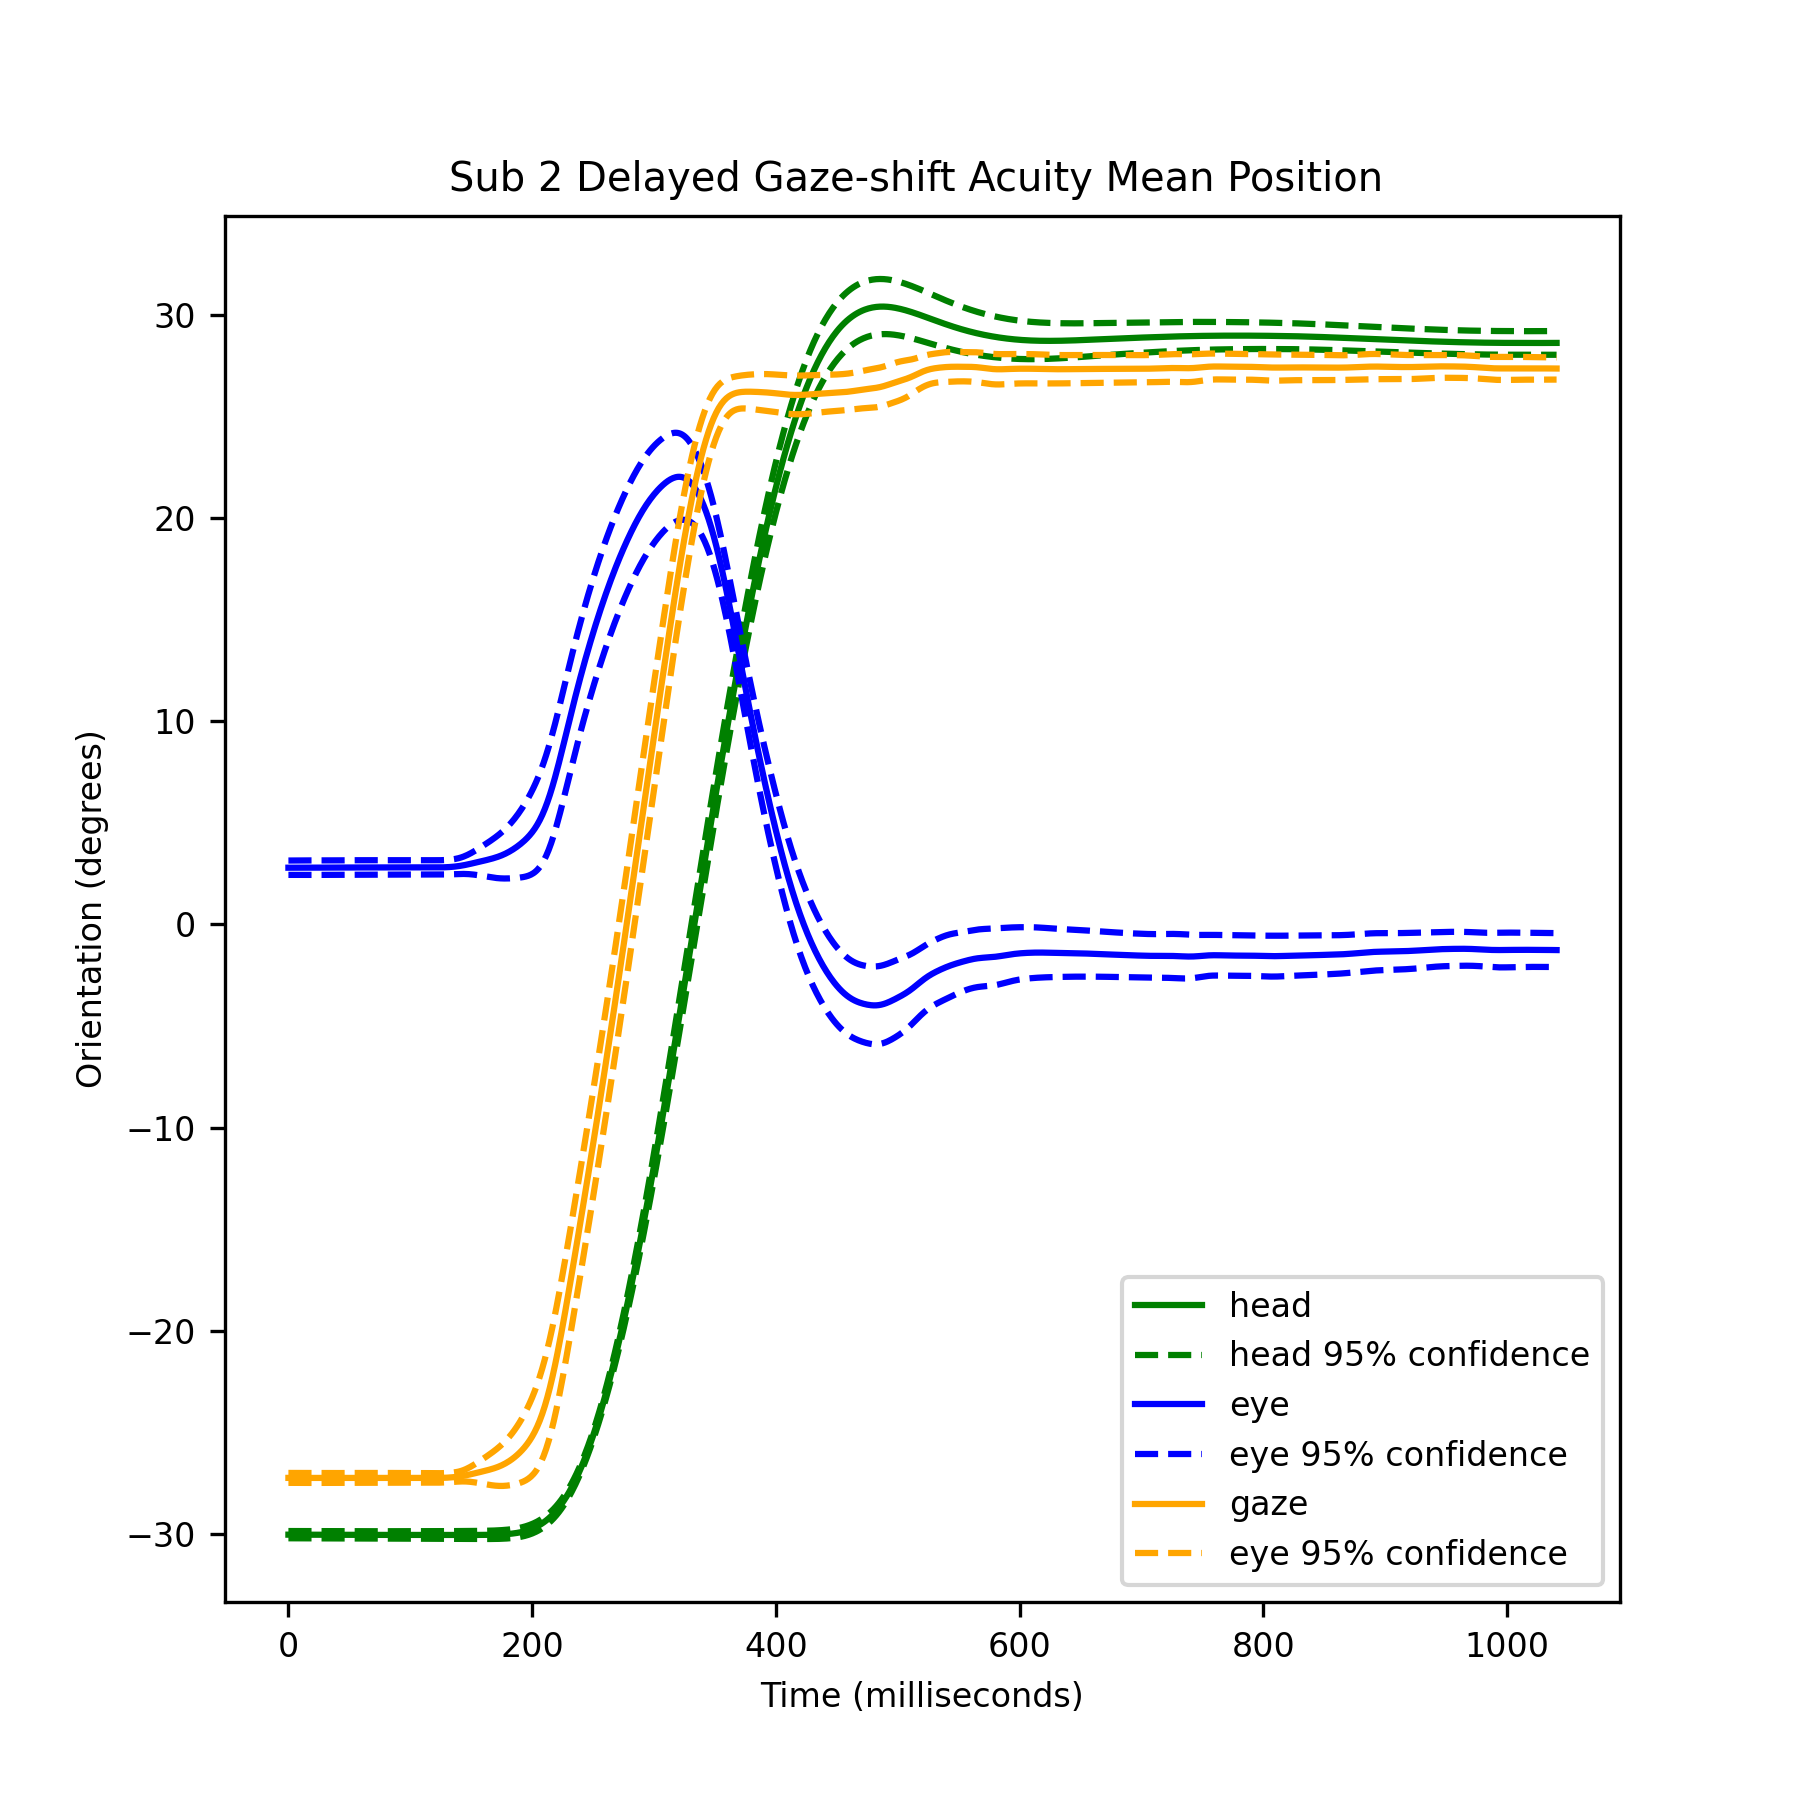 Sub 2 Delayed Gaze-shift Acuity Mean Position
30
20
10
0
−10
−20
−30
Orientation (degrees)
head
head 95% confidence
eye
eye 95% confidence
gaze
eye 95% confidence
0 200 400 600 800 1000
Time (milliseconds)